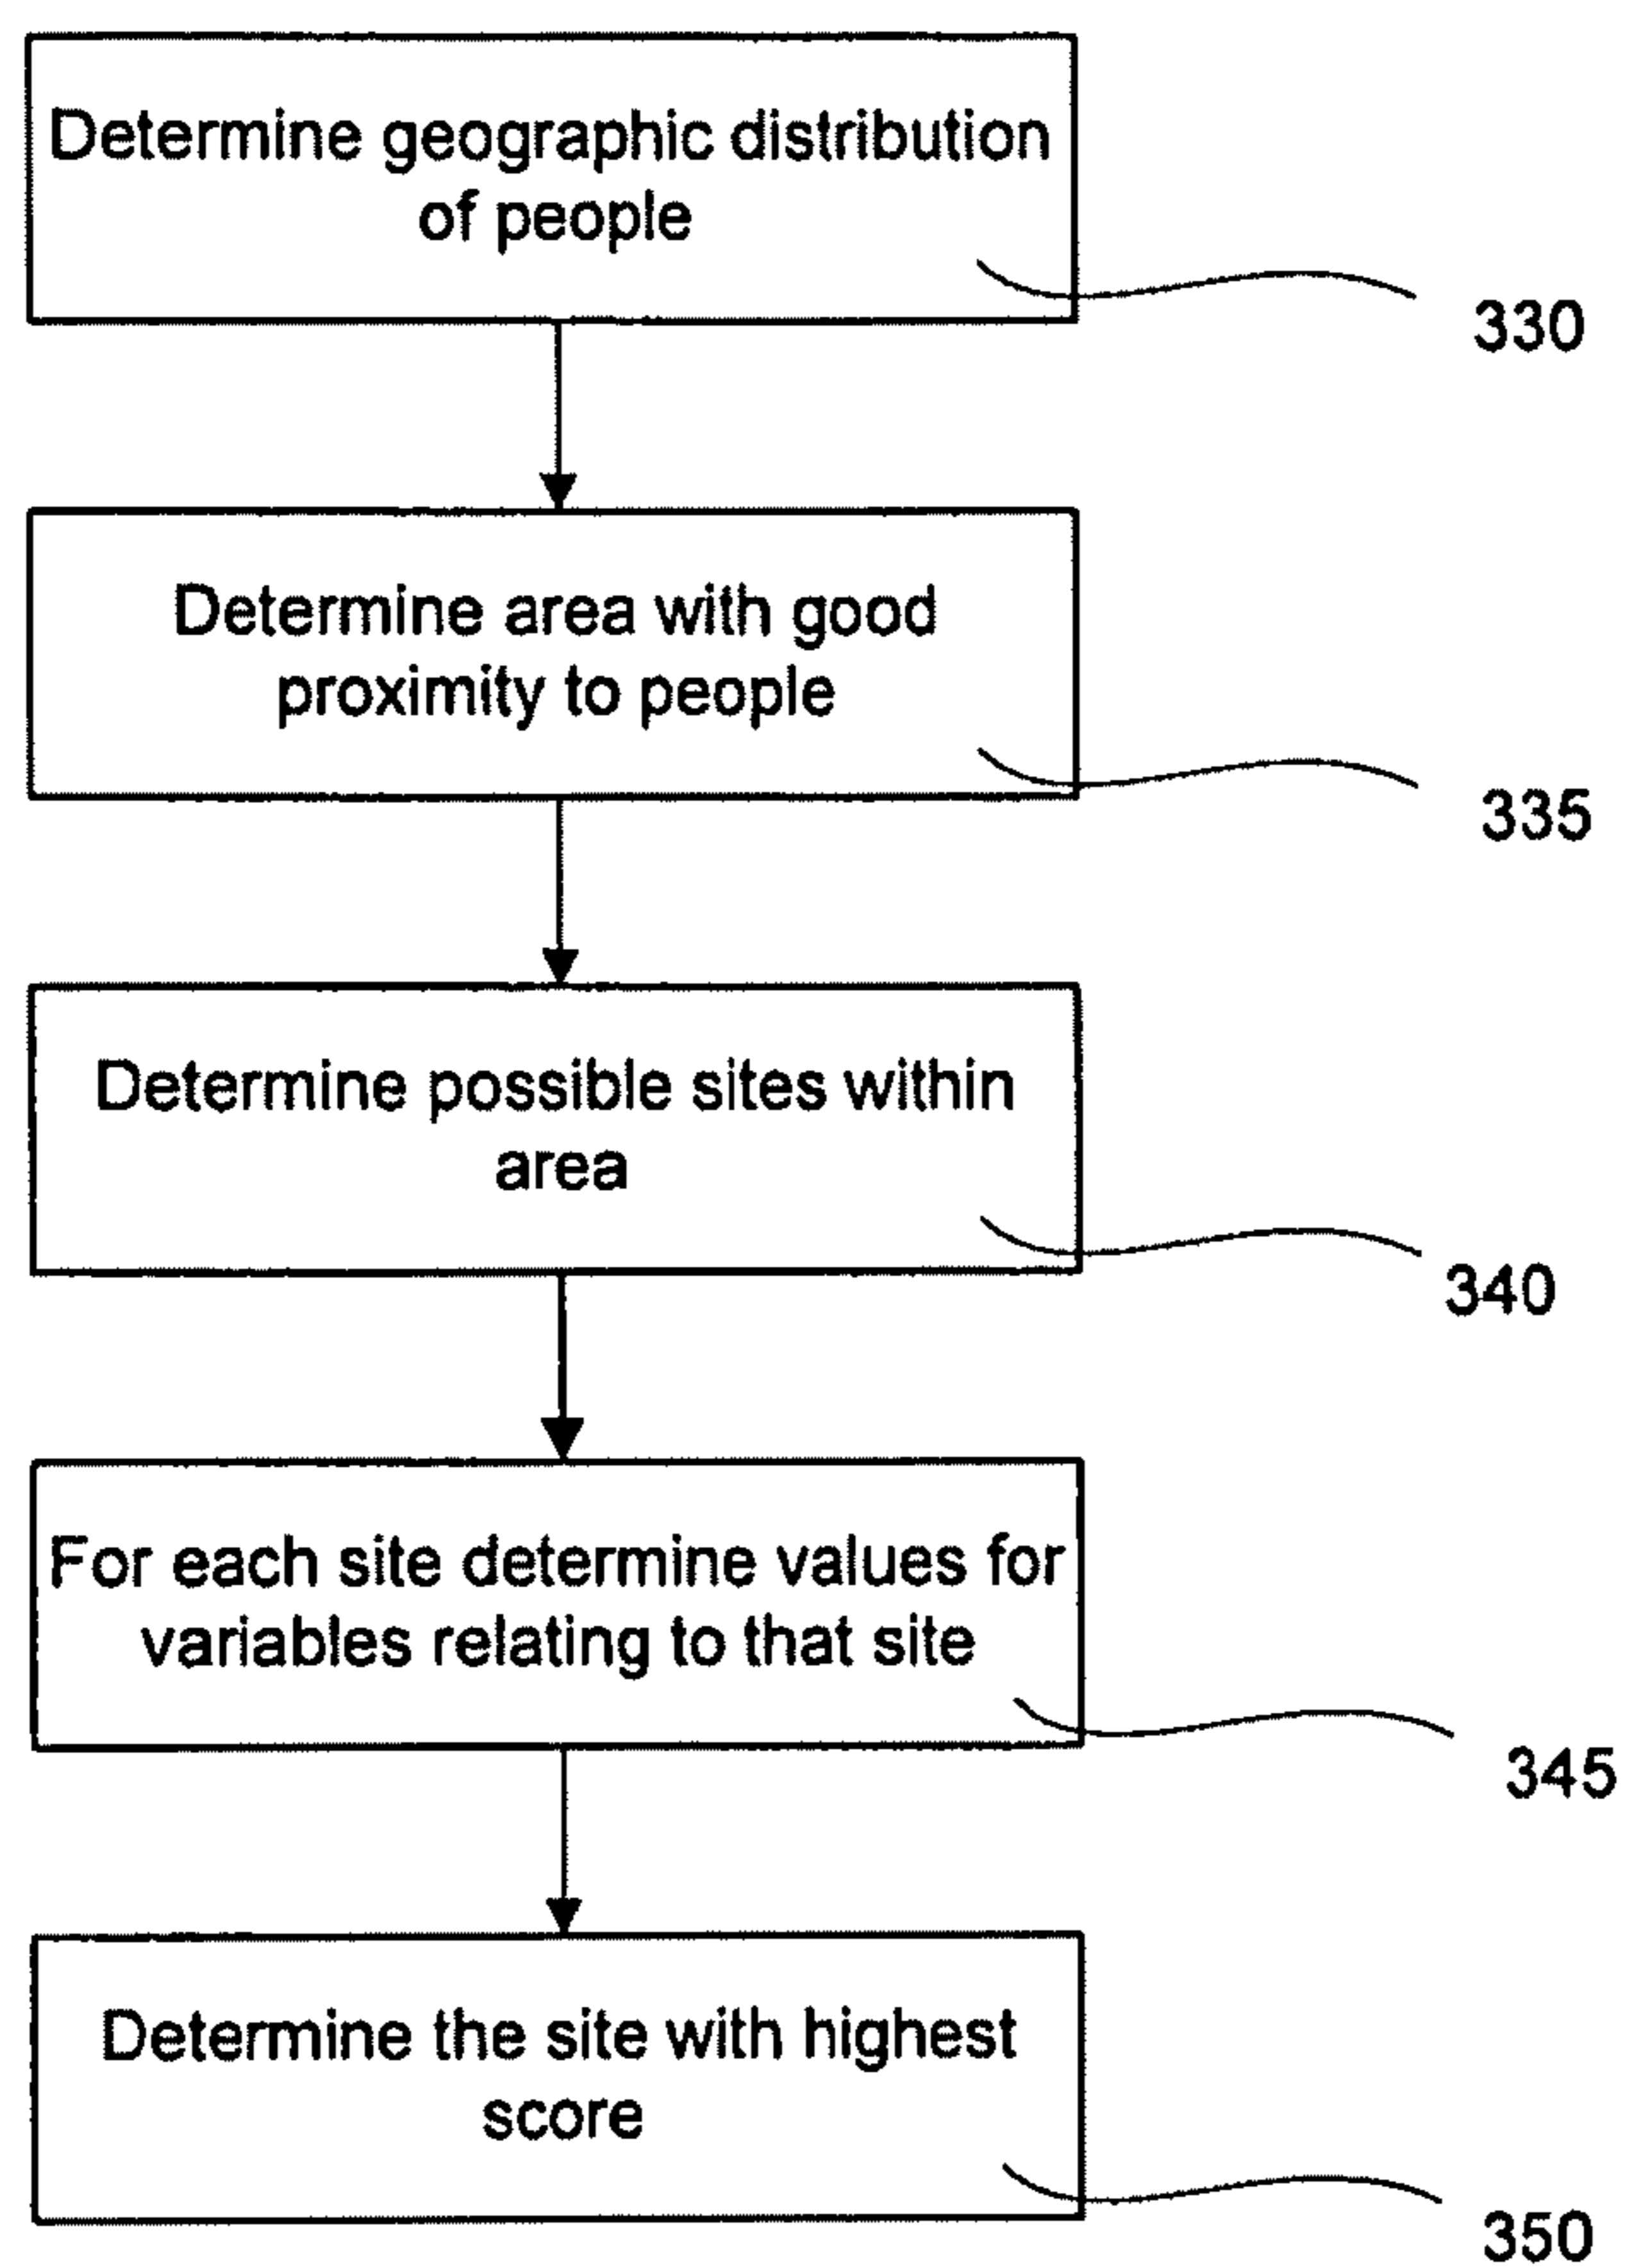 Determine geographic distribution
of people
330
Determine area with good
proximity to people
335
Determine possible sites within
area
340
For each site determine values for
variables relating to that site
345
Determine the site with highest
score
350